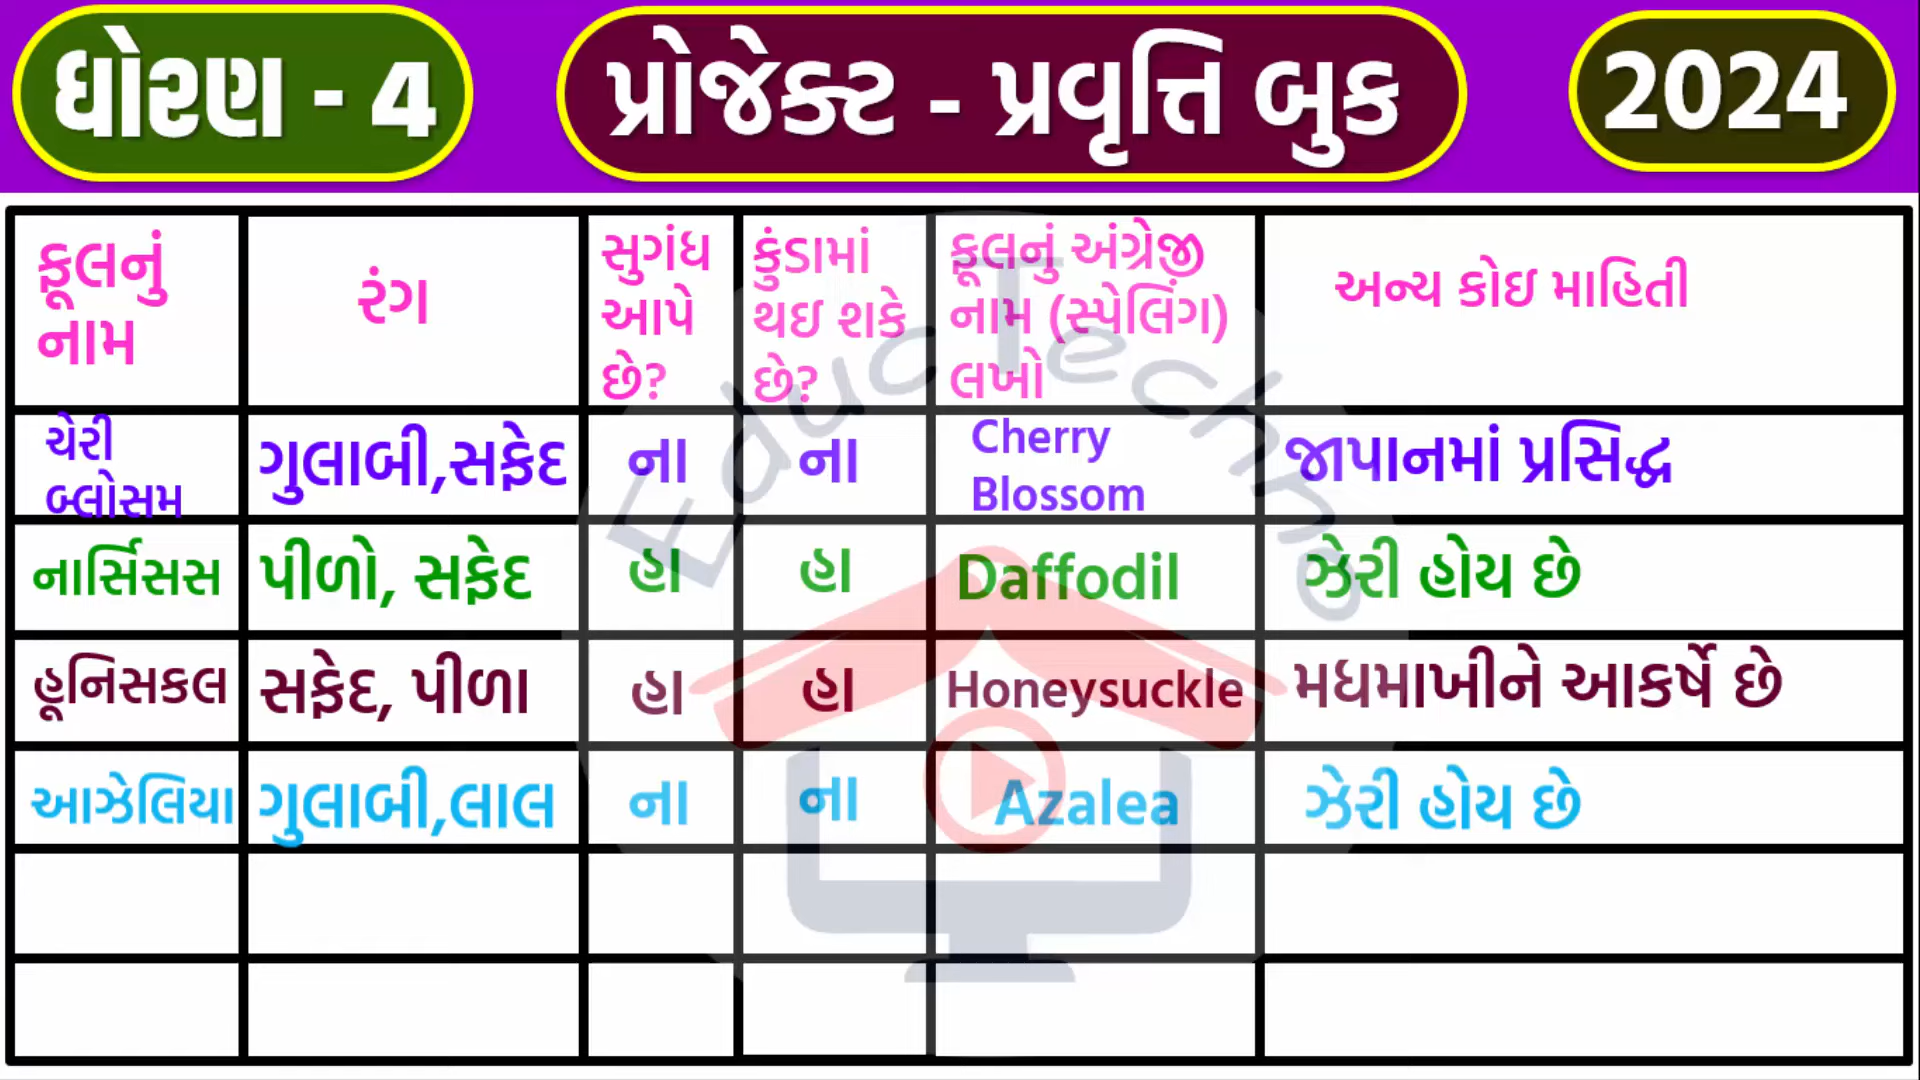 ધોરણ - 4
પ્રોજેક્ટ - પ્રવૃત્તિ બુક
2024
ફૂલનું
નામ
રંગ
સુગંધ
આપે
છે?
કુંડામાં
થઇ શકે
છે?
ફૂલનું અંગ્રેજી
નામ (સ્પેલિંગ)
લખો
અન્ય કોઇ માહિતી
ચેરી
બ્લોસમ
ગુલાબી,સફેદ
ના
ના
Cherry
Blossom
જાપાનમાં પ્રસિદ્ધ
નાર્સિસસ
પીળો, સફેદ
હા
હા
Daffodil
ઝેરી હોય છે
હૂનિસકલ
સફેદ, પીળા
હા
હા
Honeysuckle
મધમાખીને આકર્ષે છે
આઝેલિયા
ગુલાબી,લાલ
ના
ના
Azalea
ઝેરી હોય છે
EducTechno